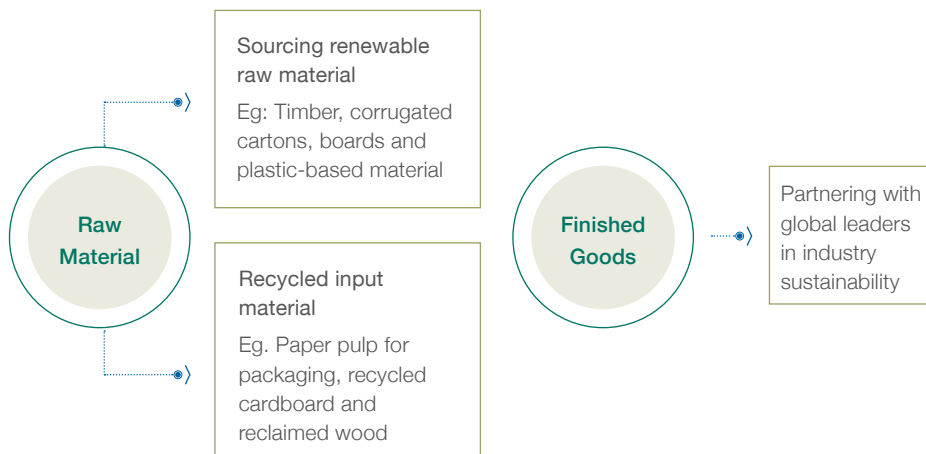 Raw
Material
Sourcing renewable
raw material
Eg: Timber, corrugated
cartons, boards and
plastic-based material
Recycled input
material
Eg. Paper pulp for
packaging, recycled
cardboard and
reclaimed wood
Finished
Goods
Partnering with
global leaders
in industry
sustainability